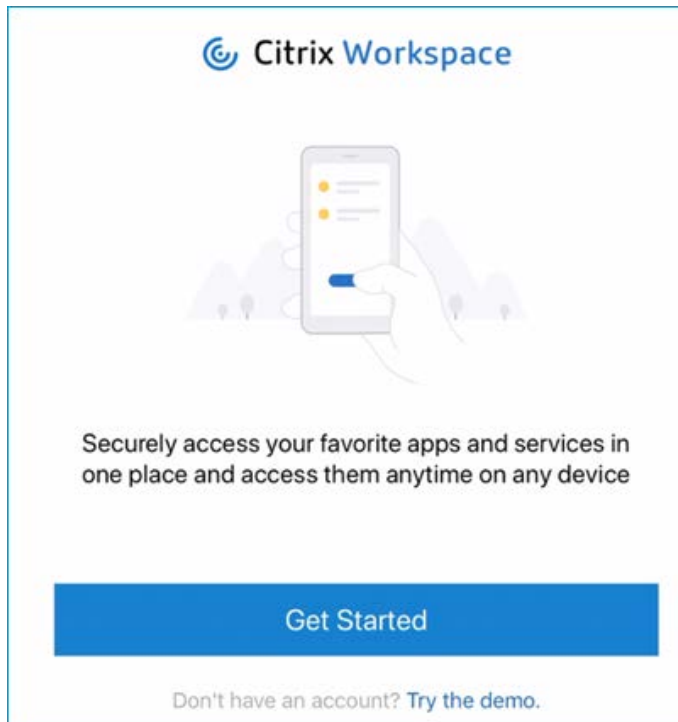 Citrix Workspace
Securely access your favorite apps and services in
one place and access them anytime on any device
Get Started
Don't have an account? Try the demo.